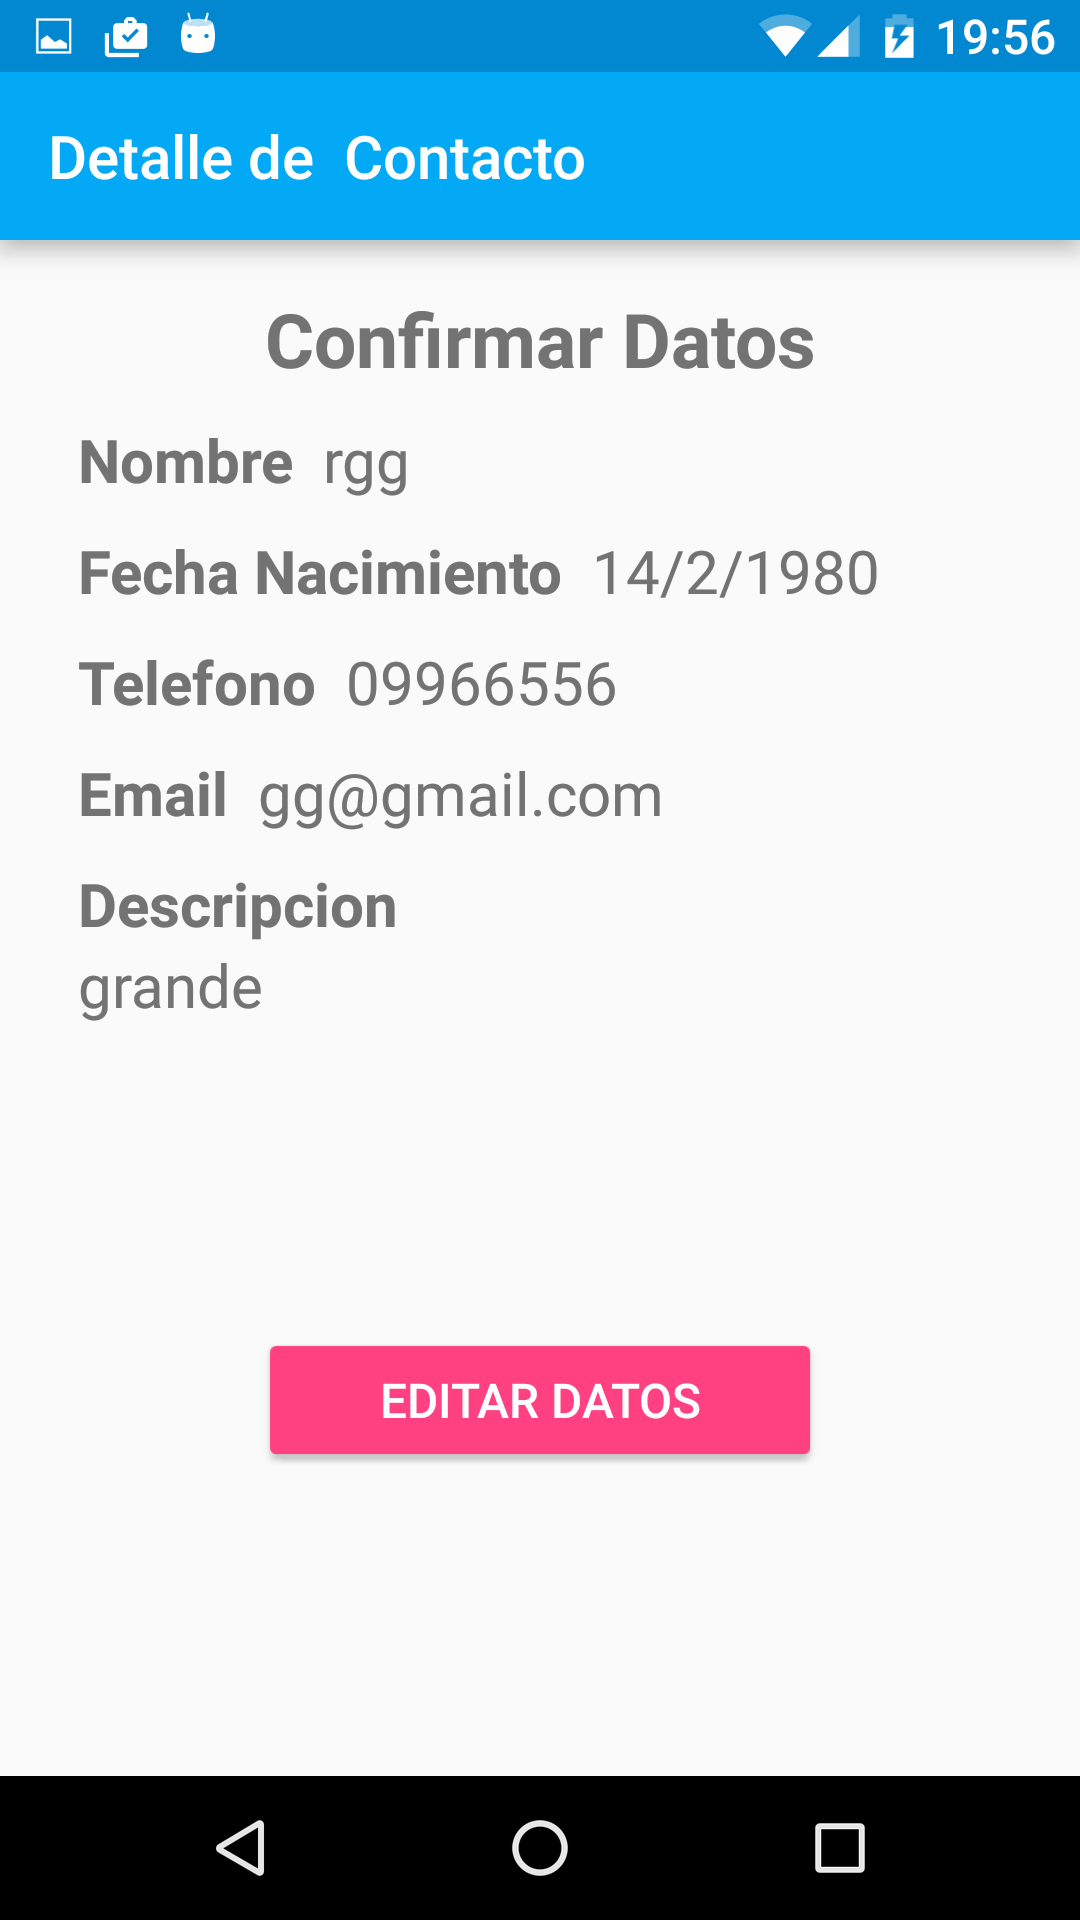 19:56
Detalle de  Contacto
Confirmar Datos
Nombre  rgg
Fecha Nacimiento  14/2/1980
Telefono  09966556
Email  gg@gmail.com
Descripcion
grande
EDITAR DATOS